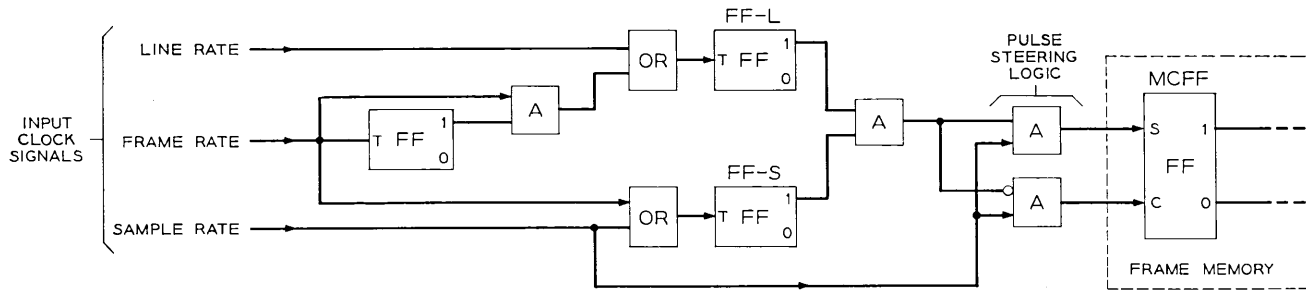 INPUT
CLOCK
SIGNALS
LINE RATE
FRAME RATE
SAMPLE RATE
T FF 1 0
A
OR
OR
FF-L
T FF 1 0
FF-S
T FF 1 0
A
PULSE
STEERING
LOGIC
A
A
MCFF
S 1
FF
C 0
FRAME MEMORY